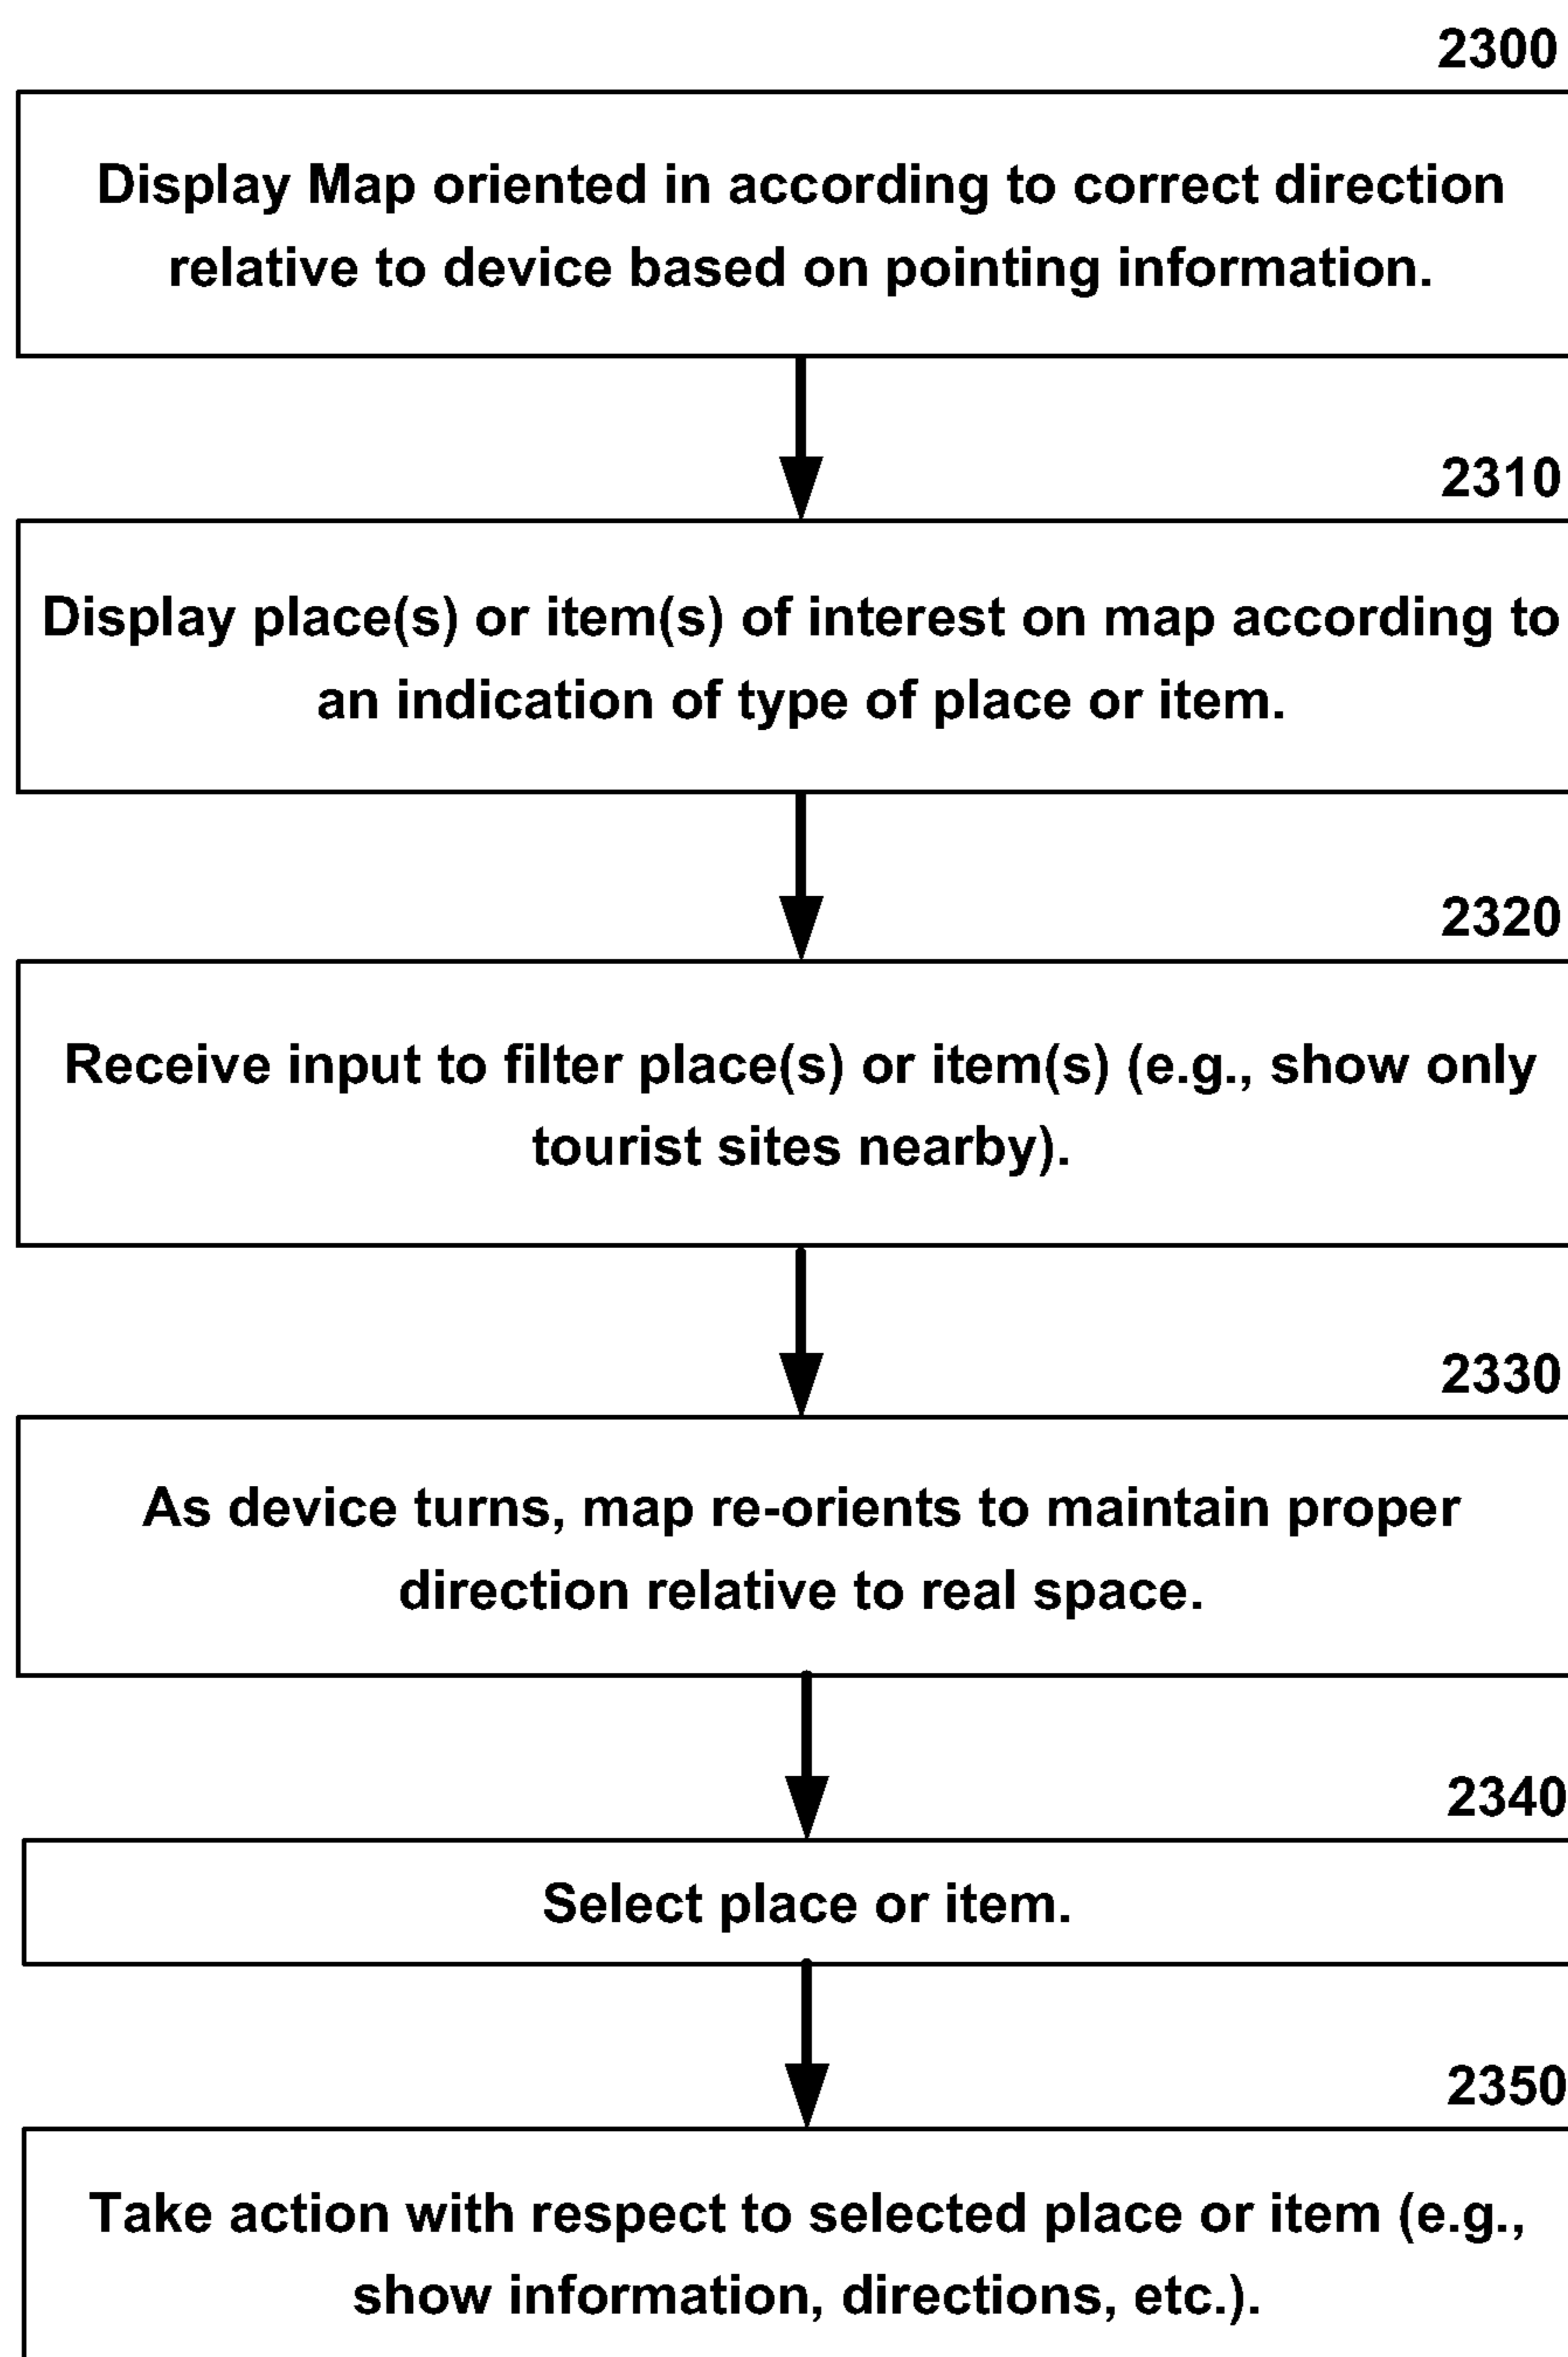 2300
Display Map oriented in according to correct direction
relative to device based on pointing information.
2310
Display place(s) or item(s) of interest on map according to
an indication of type of place or item.
2320
Receive input to filter place(s) or item(s) (e.g., show only
tourist sites nearby).
2330
As device turns, map re-orients to maintain proper
direction relative to real space.
2340
Select place or item.
2350
Take action with respect to selected place or item (e.g.,
show information, directions, etc.).